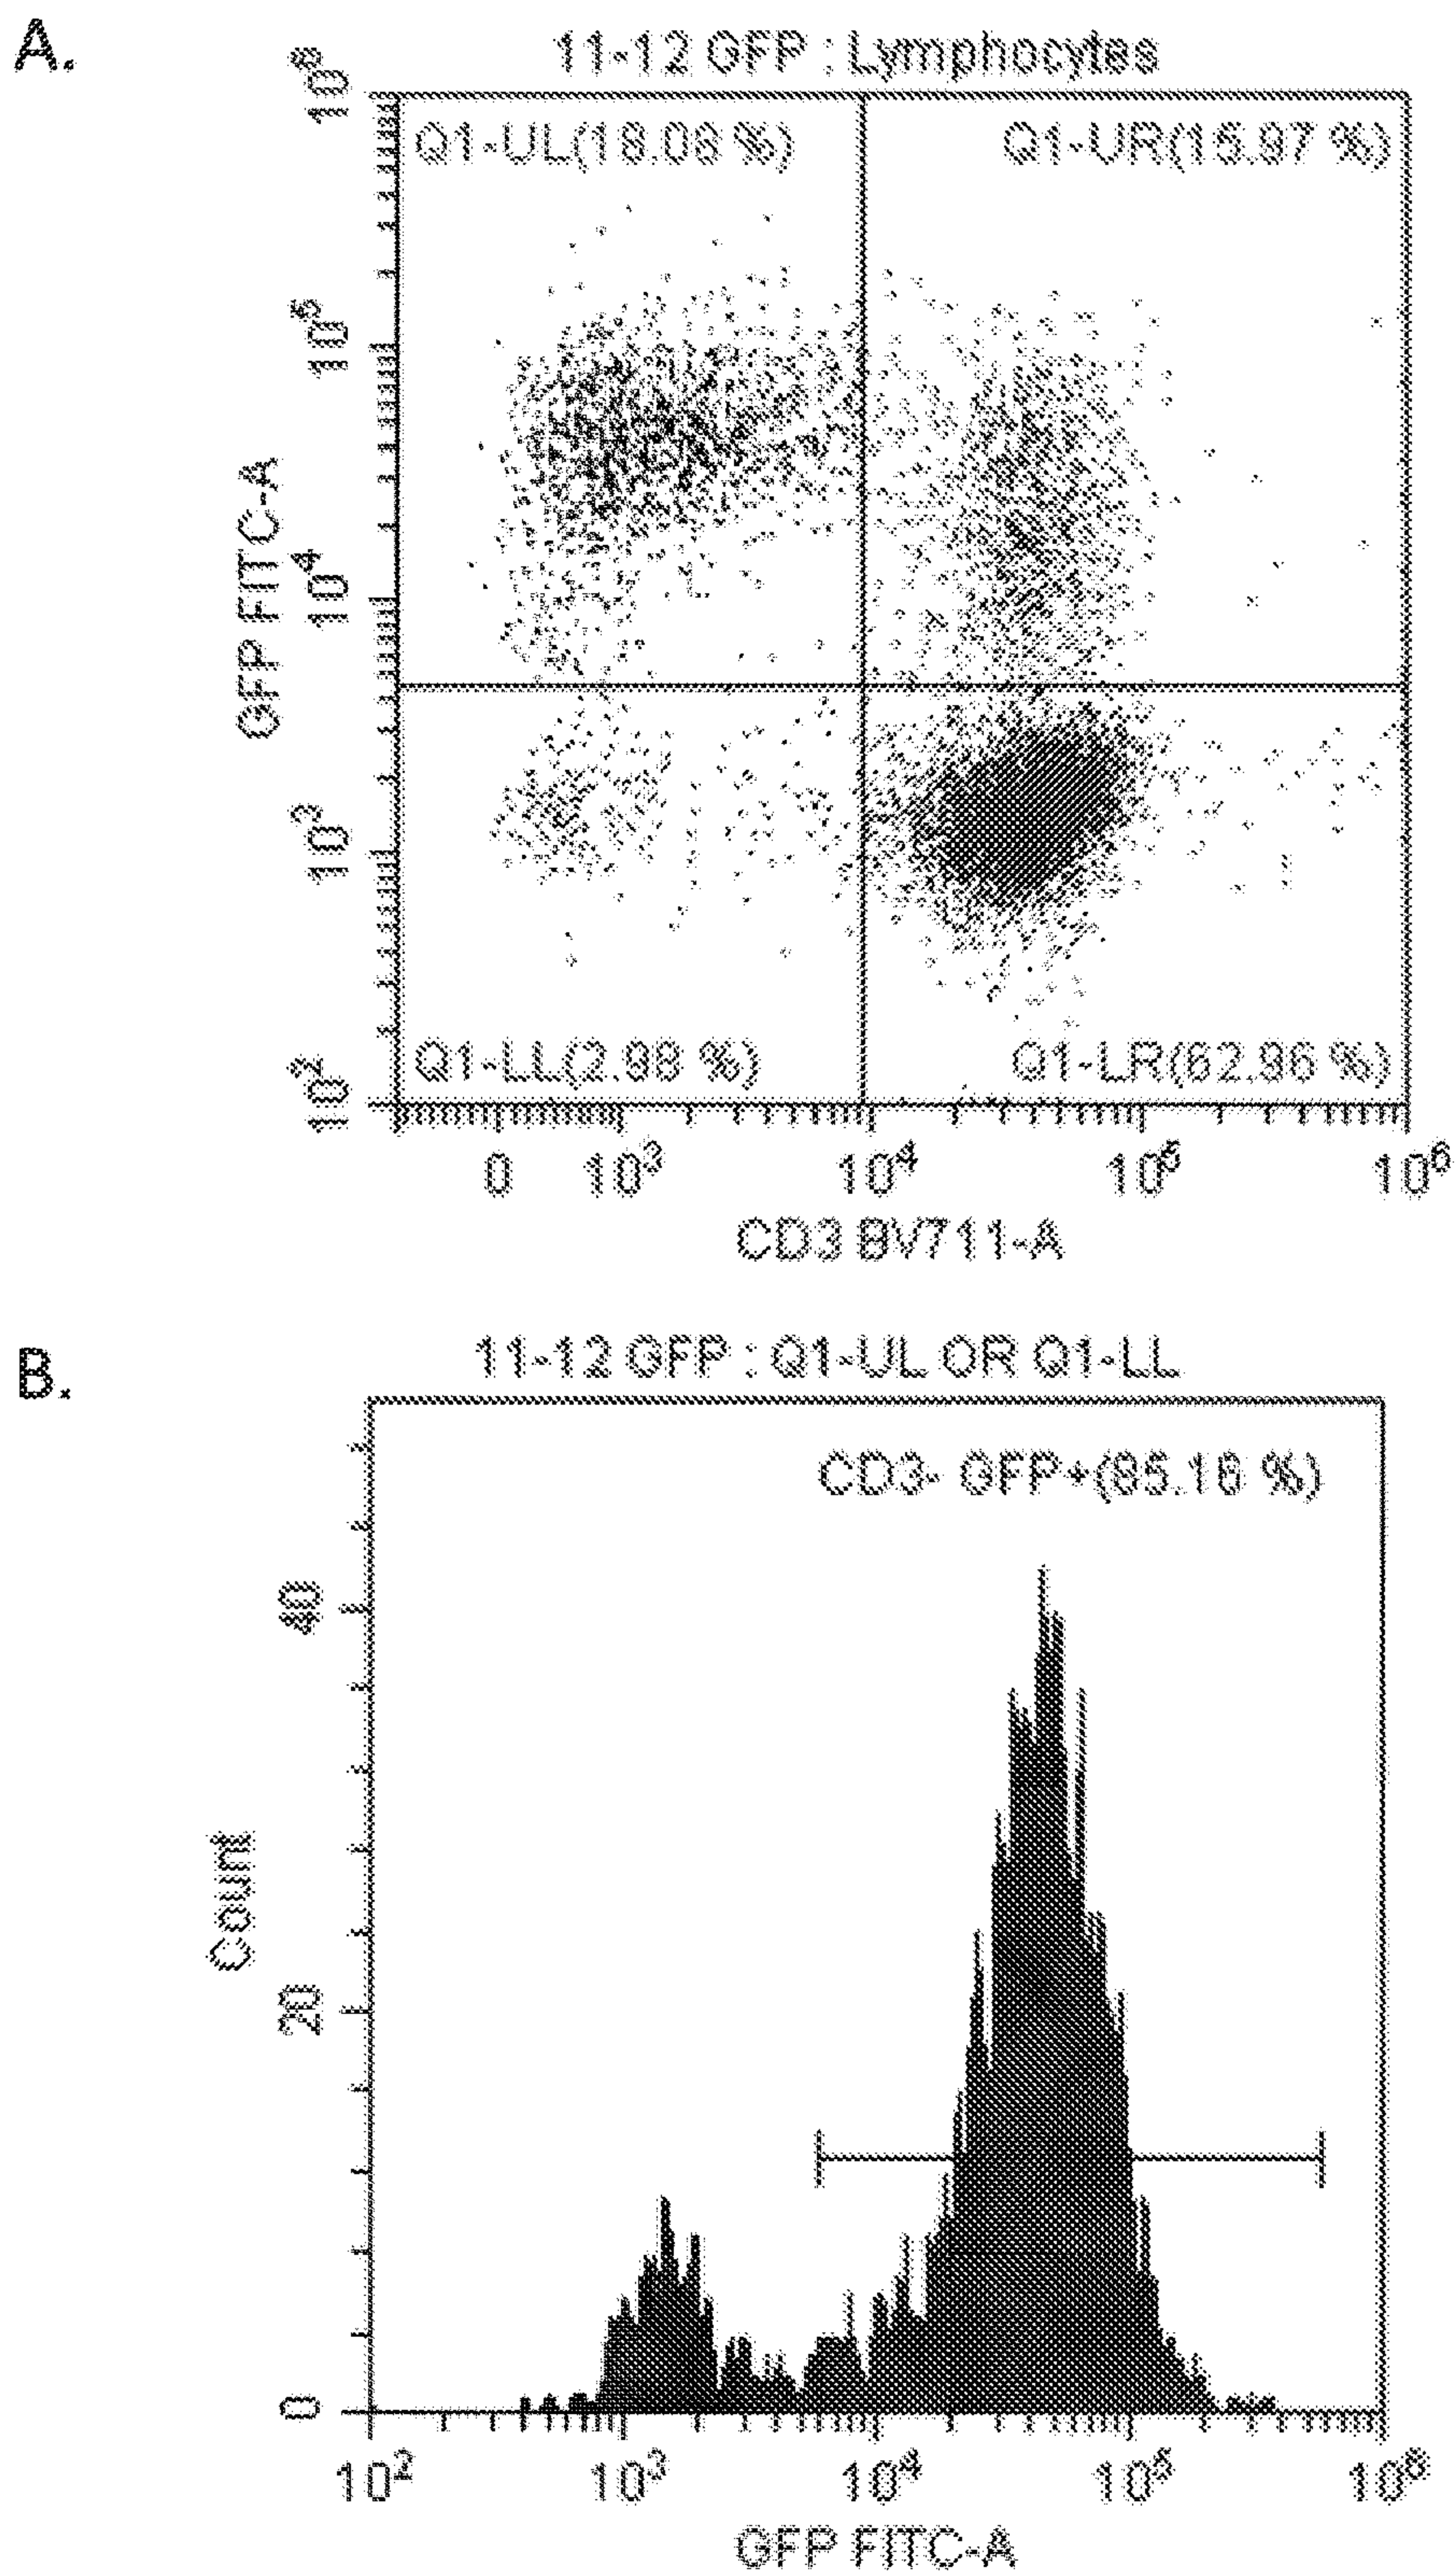 A.
11-12 GFP : Lymphocytes
Q1-UL(18.08 %)
Q1-UR(15.97 %)
10^6
10^5
10^4
10^3
10^2
GFP FITC-A
Q1-LL(2.98 %)
Q1-LR(62.96 %)
0 10^3 10^4 10^5 10^6
CD3 BV711-A
B.
11-12 GFP : Q1-UL OR Q1-LL
CD3- GFP+(85.16 %)
40
20
0
Count
10^2 10^3 10^4 10^5 10^6
GFP FITC-A